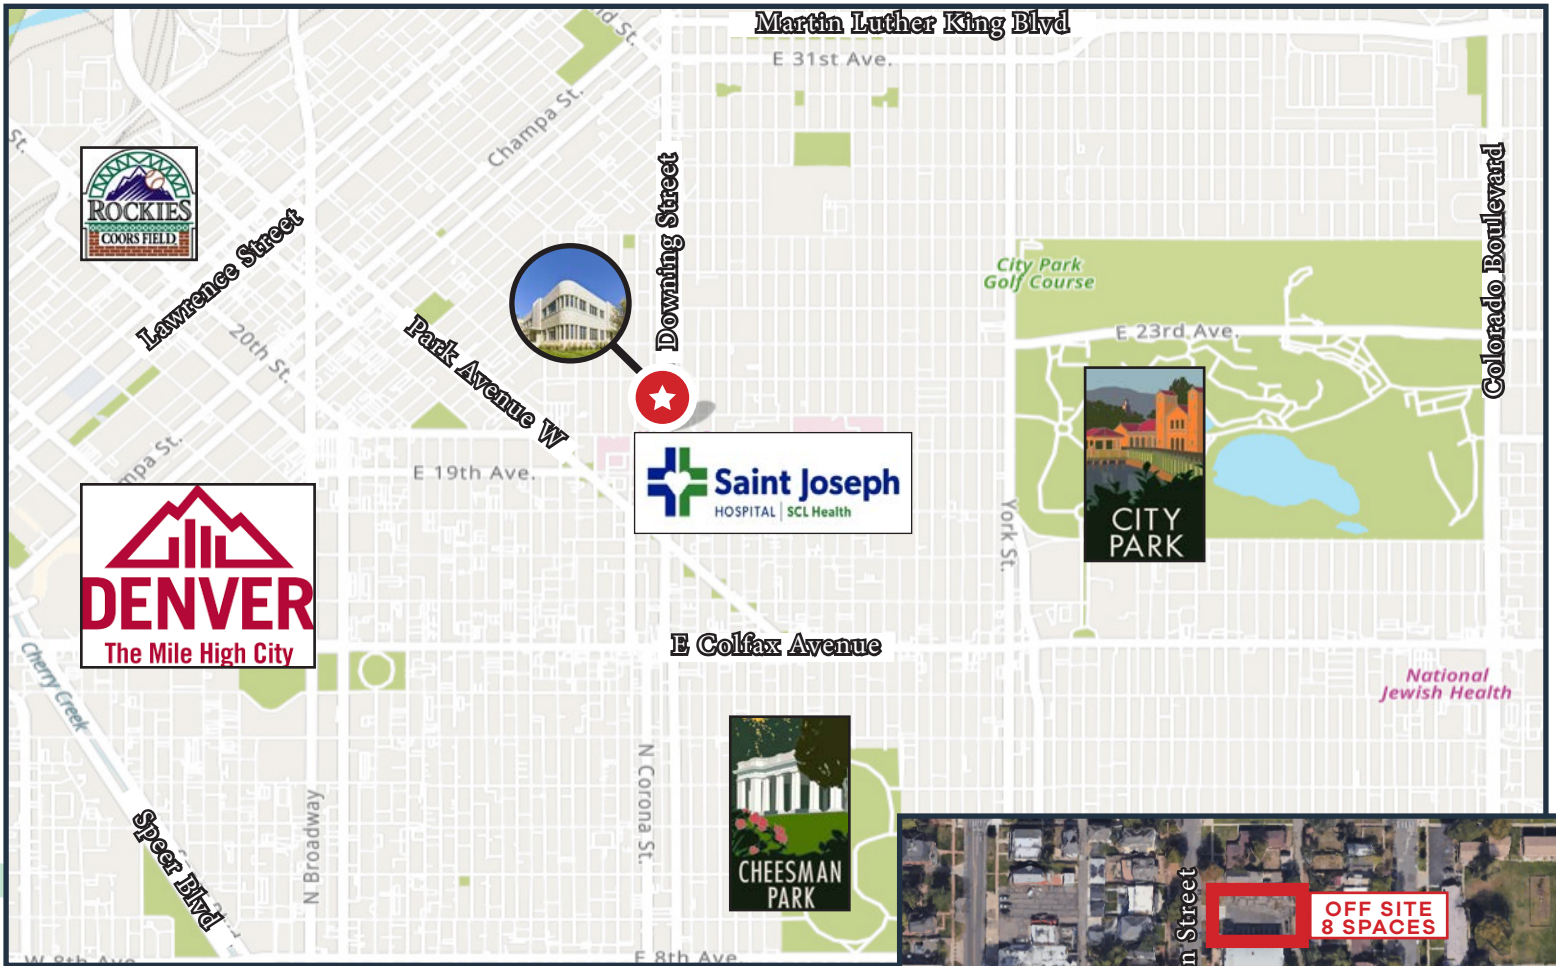 Martin Luther King Blvd
E 31st Ave.
Champa St.
St.
ROCKIES
COORS FIELD
Lawrence Street
Downing Street
Colorado Boulevard
City Park
Golf Course
E 23rd Ave.
20th St.
Park Avenue W
E 19th Ave.
Saint Joseph
HOSPITAL | SCL Health
CITY
PARK
York St.
DENVER
The Mile High City
E Colfax Avenue
National
Jewish Health
Cherry Creek
Speer Blvd
N Broadway
N Corona St.
CHEESMAN
PARK
E 8th Ave
W 8th Ave
Street
OFF SITE
8 SPACES